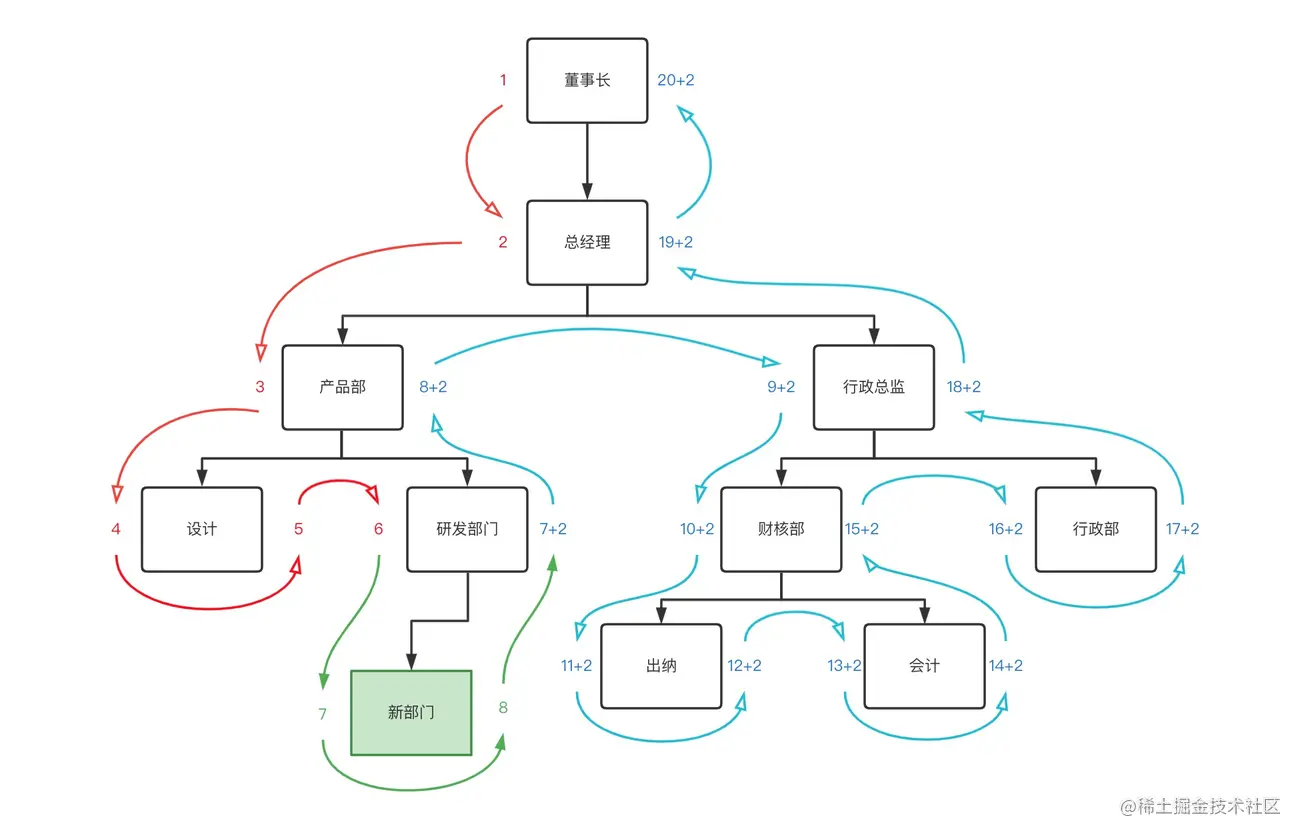 1 董事长 20+2
2 总经理 19+2
3 产品部 8+2 9+2 行政总监 18+2
4 设计 5 6 研发部门 7+2 10+2 财核部 15+2 16+2 行政部 17+2
11+2 出纳 12+2 13+2 会计 14+2
7 新部门 8
@稀土掘金技术社区